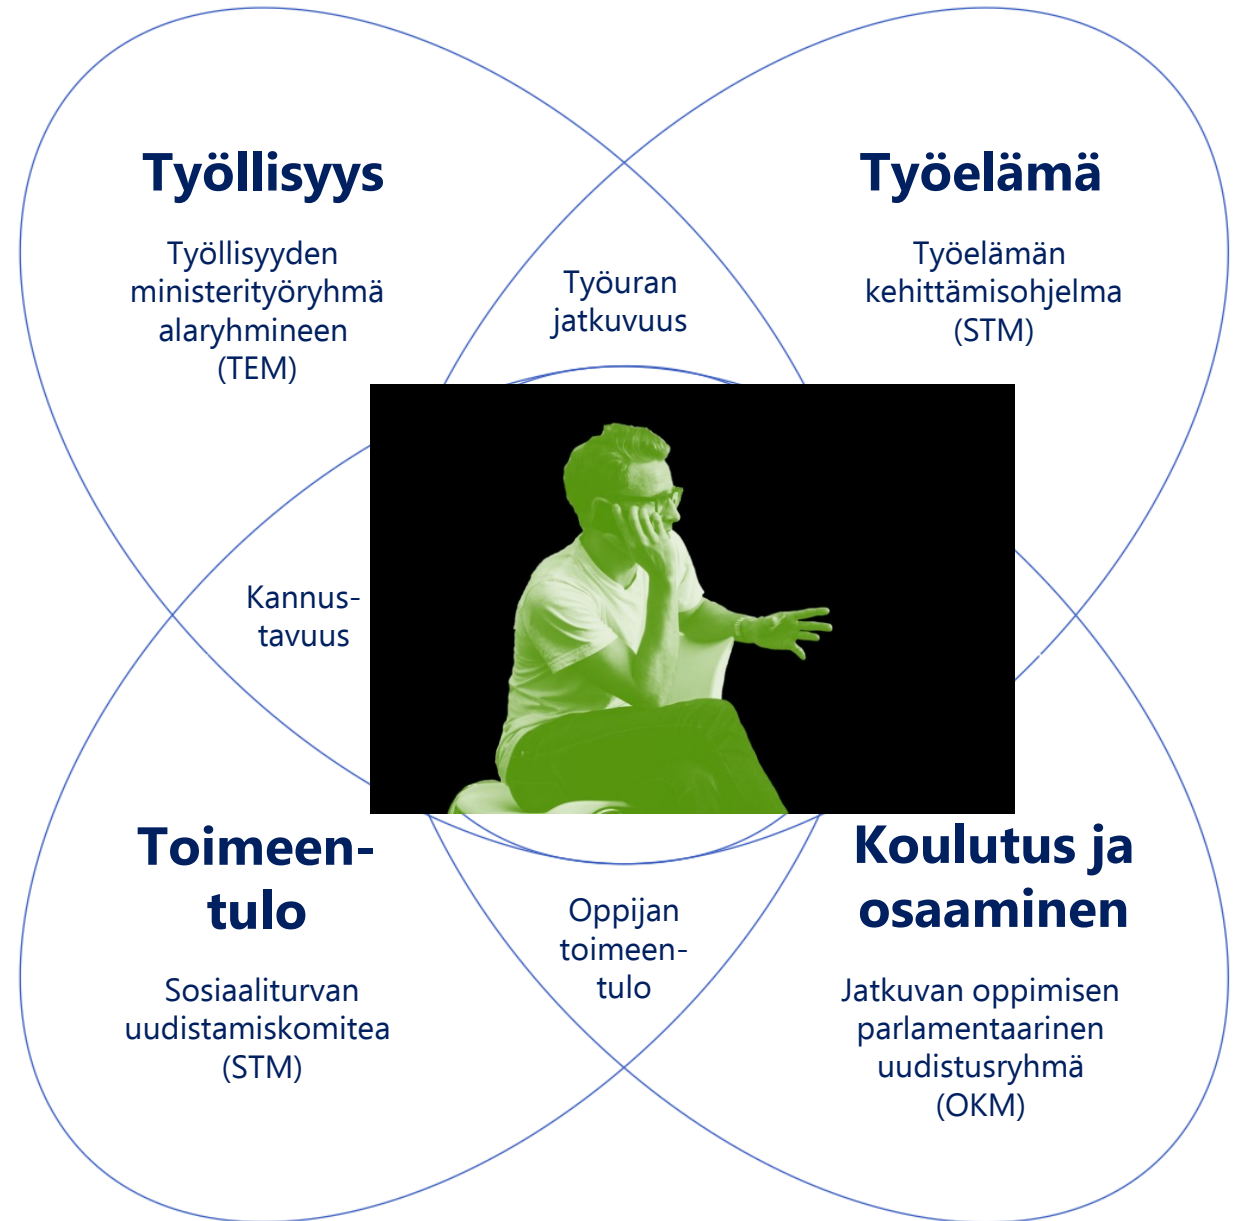 Työllisyys
Työllisyyden
ministerityöryhmä
alaryhmineen
(TEM)
Työelämä
Työelämän
kehittämisohjelma
(STM)
Työuran
jatkuvuus
Kannus-
tavuus
Toimeen-
tulo
Sosiaaliturvan
uudistamiskomitea
(STM)
Oppijan
toimeen-
tulo
Koulutus ja
osaaminen
Jatkuvan oppimisen
parlamentaarinen
uudistusryhmä
(OKM)